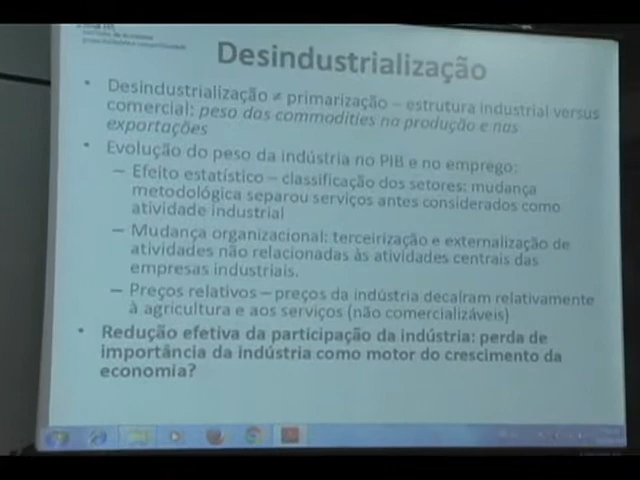 Desindustrialização
• Desindustrialização ≠ primarização – estrutura industrial versus
comercial: peso das commodities na produção e nas
exportações
• Evolução do peso da indústria no PIB e no emprego:
– Efeito estatístico – classificação dos setores: mudança
metodológica separou serviços antes considerados como
atividade industrial
– Mudança organizacional: terceirização e externalização de
atividades não relacionadas às atividades centrais das
empresas industriais.
– Preços relativos – preços da indústria decaíram relativamente
à agricultura e aos serviços (não comercializáveis)
• Redução efetiva da participação da indústria: perda de
importância da indústria como motor do crescimento da
economia?